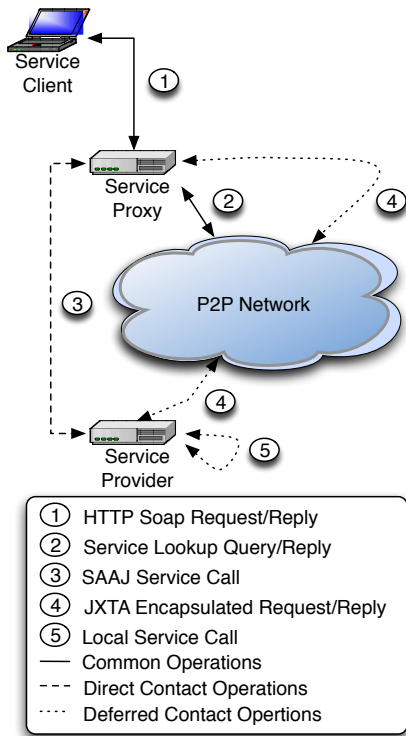 Service
Client
1
Service
Proxy
2
4
P2P Network
3
4
5
Service
Provider
1 HTTP Soap Request/Reply
2 Service Lookup Query/Reply
3 SAAJ Service Call
4 JXTA Encapsulated Request/Reply
5 Local Service Call
Common Operations
Direct Contact Operations
Deferred Contact Opertions